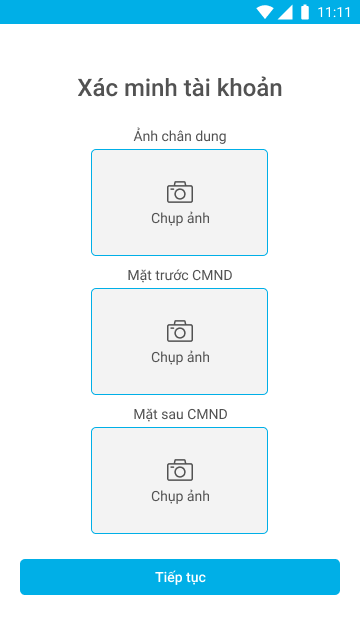 11:11
Xác minh tài khoản
Ảnh chân dung
Chụp ảnh
Mặt trước CMND
Chụp ảnh
Mặt sau CMND
Chụp ảnh
Tiếp tục